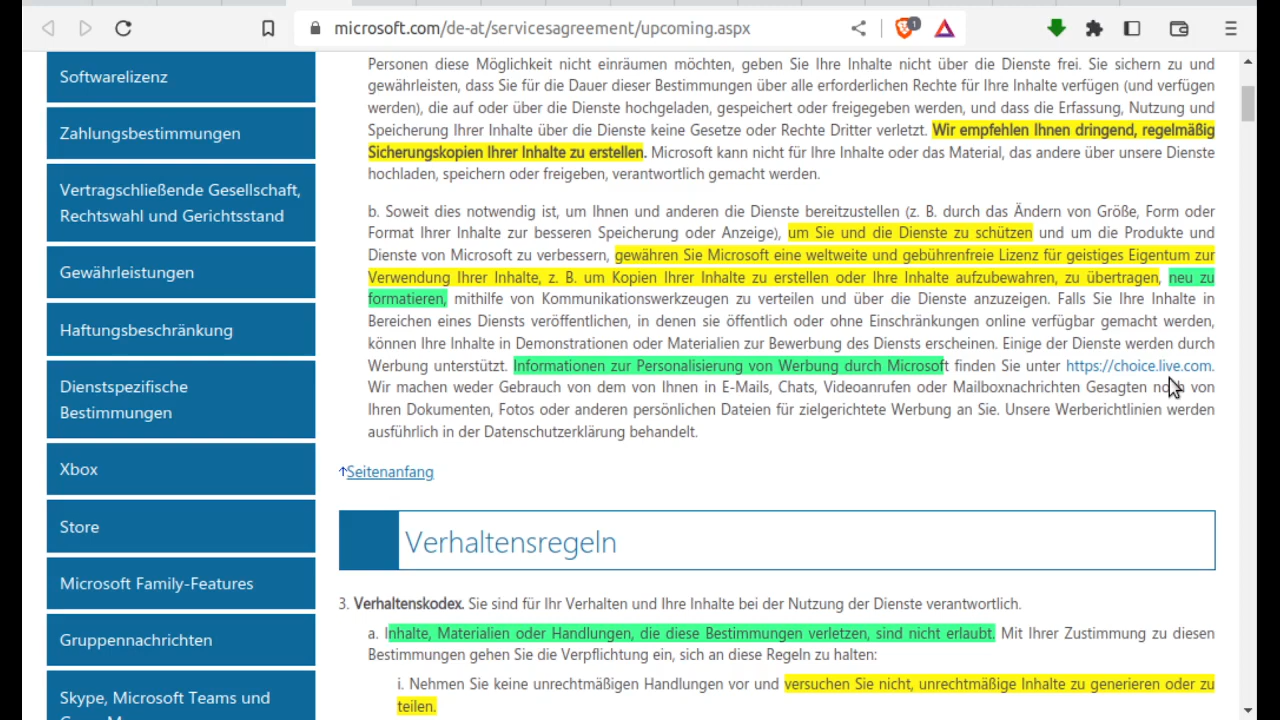 microsoft.com/de-at/servicesagreement/upcoming.aspx
1
Softwarelizenz
Zahlungsbestimmungen
Vertragschließende Gesellschaft,
Rechtswahl und Gerichtsstand
Gewährleistungen
Haftungsbeschränkung
Dienstspezifische
Bestimmungen
Xbox
Store
Microsoft Family-Features
Gruppennachrichten
Skype, Microsoft Teams und
Personen diese Möglichkeit nicht einräumen möchten, geben Sie Ihre Inhalte nicht über die Dienste frei. Sie sichern zu und
gewährleisten, dass Sie für die Dauer dieser Bestimmungen über alle erforderlichen Rechte für Ihre Inhalte verfügen (und verfügen
werden), die auf oder über die Dienste hochgeladen, gespeichert oder freigegeben werden, und dass die Erfassung, Nutzung und
Speicherung Ihrer Inhalte über die Dienste keine Gesetze oder Rechte Dritter verletzt. Wir empfehlen Ihnen dringend, regelmäßig
Sicherungskopien Ihrer Inhalte zu erstellen. Microsoft kann nicht für Ihre Inhalte oder das Material, das andere über unsere Dienste
hochladen, speichern oder freigeben, verantwortlich gemacht werden.
b. Soweit dies notwendig ist, um Ihnen und anderen die Dienste bereitzustellen (z. B. durch das Ändern von Größe, Form oder
Format Ihrer Inhalte zur besseren Speicherung oder Anzeige), um Sie und die Dienste zu schützen und um die Produkte und
Dienste von Microsoft zu verbessern, gewähren Sie Microsoft eine weltweite und gebührenfreie Lizenz für geistiges Eigentum zur
Verwendung Ihrer Inhalte, z. B. um Kopien Ihrer Inhalte zu erstellen oder Ihre Inhalte aufzubewahren, zu übertragen, neu zu
formatieren, mithilfe von Kommunikationswerkzeugen zu verteilen und über die Dienste anzuzeigen. Falls Sie Ihre Inhalte in
Bereichen eines Diensts veröffentlichen, in denen sie öffentlich oder ohne Einschränkungen online verfügbar gemacht werden,
können Ihre Inhalte in Demonstrationen oder Materialien zur Bewerbung des Diensts erscheinen. Einige der Dienste werden durch
Werbung unterstützt. Informationen zur Personalisierung von Werbung durch Microsoft finden Sie unter https://choice.live.com.
Wir machen weder Gebrauch von dem von Ihnen in E-Mails, Chats, Videoanrufen oder Mailboxnachrichten Gesagten noch von
Ihren Dokumenten, Fotos oder anderen persönlichen Dateien für zielgerichtete Werbung an Sie. Unsere Werberichtlinien werden
ausführlich in der Datenschutzerklärung behandelt.
↑Seitenanfang
Verhaltensregeln
3. Verhaltenskodex. Sie sind für Ihr Verhalten und Ihre Inhalte bei der Nutzung der Dienste verantwortlich.
a. Inhalte, Materialien oder Handlungen, die diese Bestimmungen verletzen, sind nicht erlaubt. Mit Ihrer Zustimmung zu diesen
Bestimmungen gehen Sie die Verpflichtung ein, sich an diese Regeln zu halten:
i. Nehmen Sie keine unrechtmäßigen Handlungen vor und versuchen Sie nicht, unrechtmäßige Inhalte zu generieren oder zu
teilen.